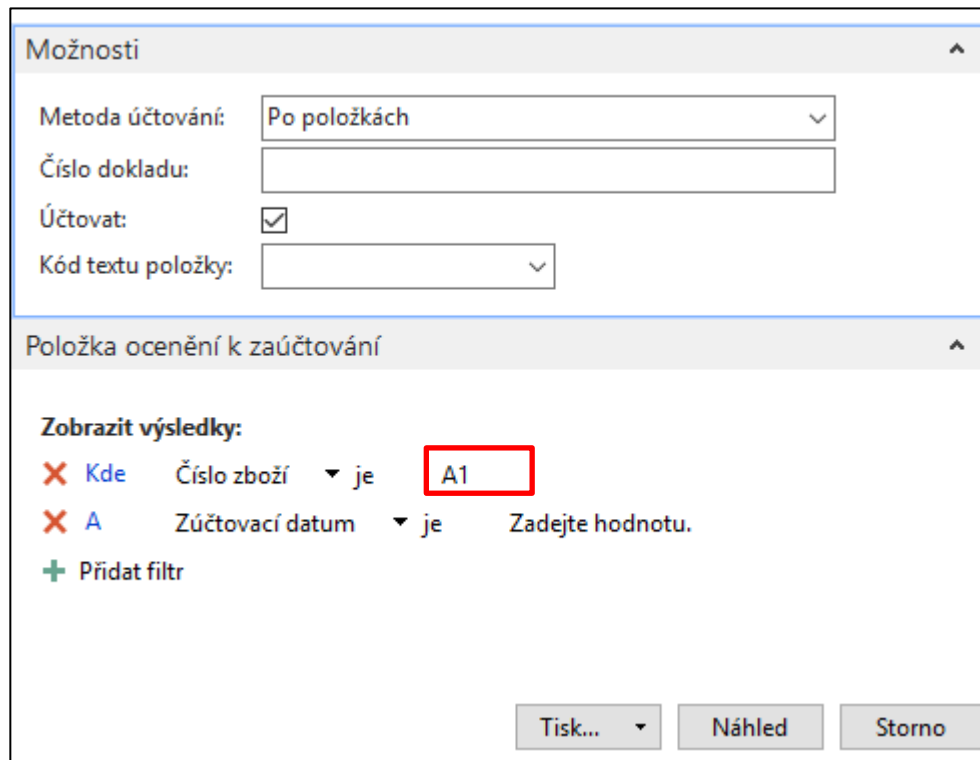 Možnosti
Metoda účtování: Po položkách
Číslo dokladu:
Účtovat:
Kód textu položky:
Položka ocenění k zaúčtování
Zobrazit výsledky:
Kde Číslo zboží je A1
A Zúčtovací datum je Zadejte hodnotu.
Přidat filtr
Tisk... Náhled Storno